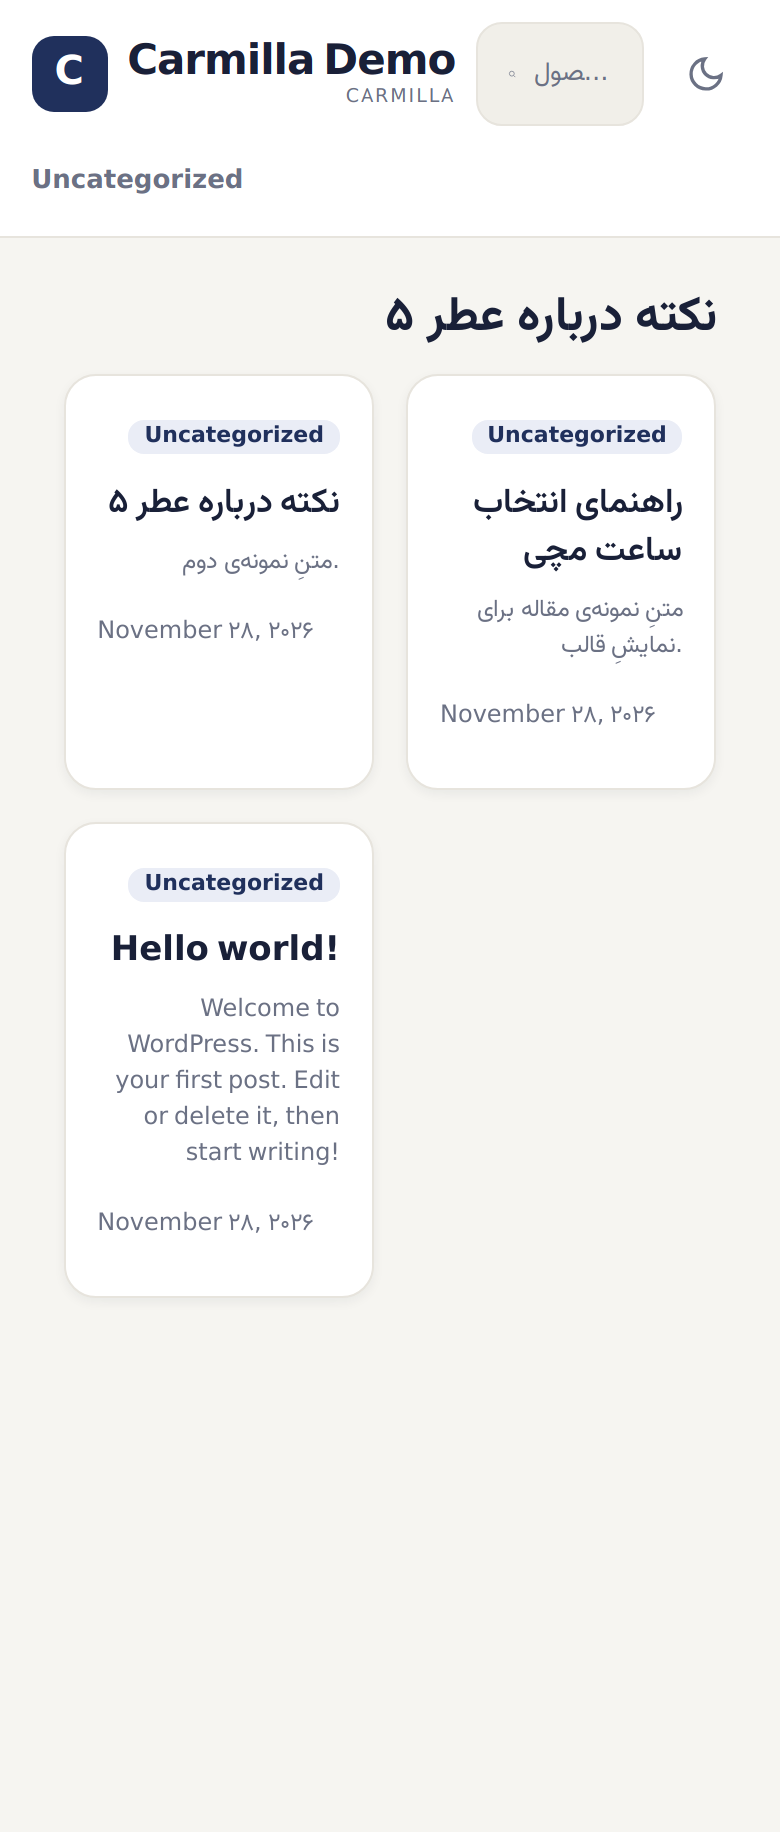 C
Carmilla Demo
CARMILLA
صول...
Uncategorized
۵ نکته درباره عطر
Uncategorized
راهنمای انتخاب
ساعت مچی
متنِ نمونه‌ی مقاله برای
نمایشِ قالب.
November ۲۸, ۲۰۲۶
Uncategorized
۵ نکته درباره عطر
متنِ نمونه‌ی دوم.
November ۲۸, ۲۰۲۶
Uncategorized
Hello world!
Welcome to
WordPress. This is
your first post. Edit
or delete it, then
start writing!
November ۲۸, ۲۰۲۶